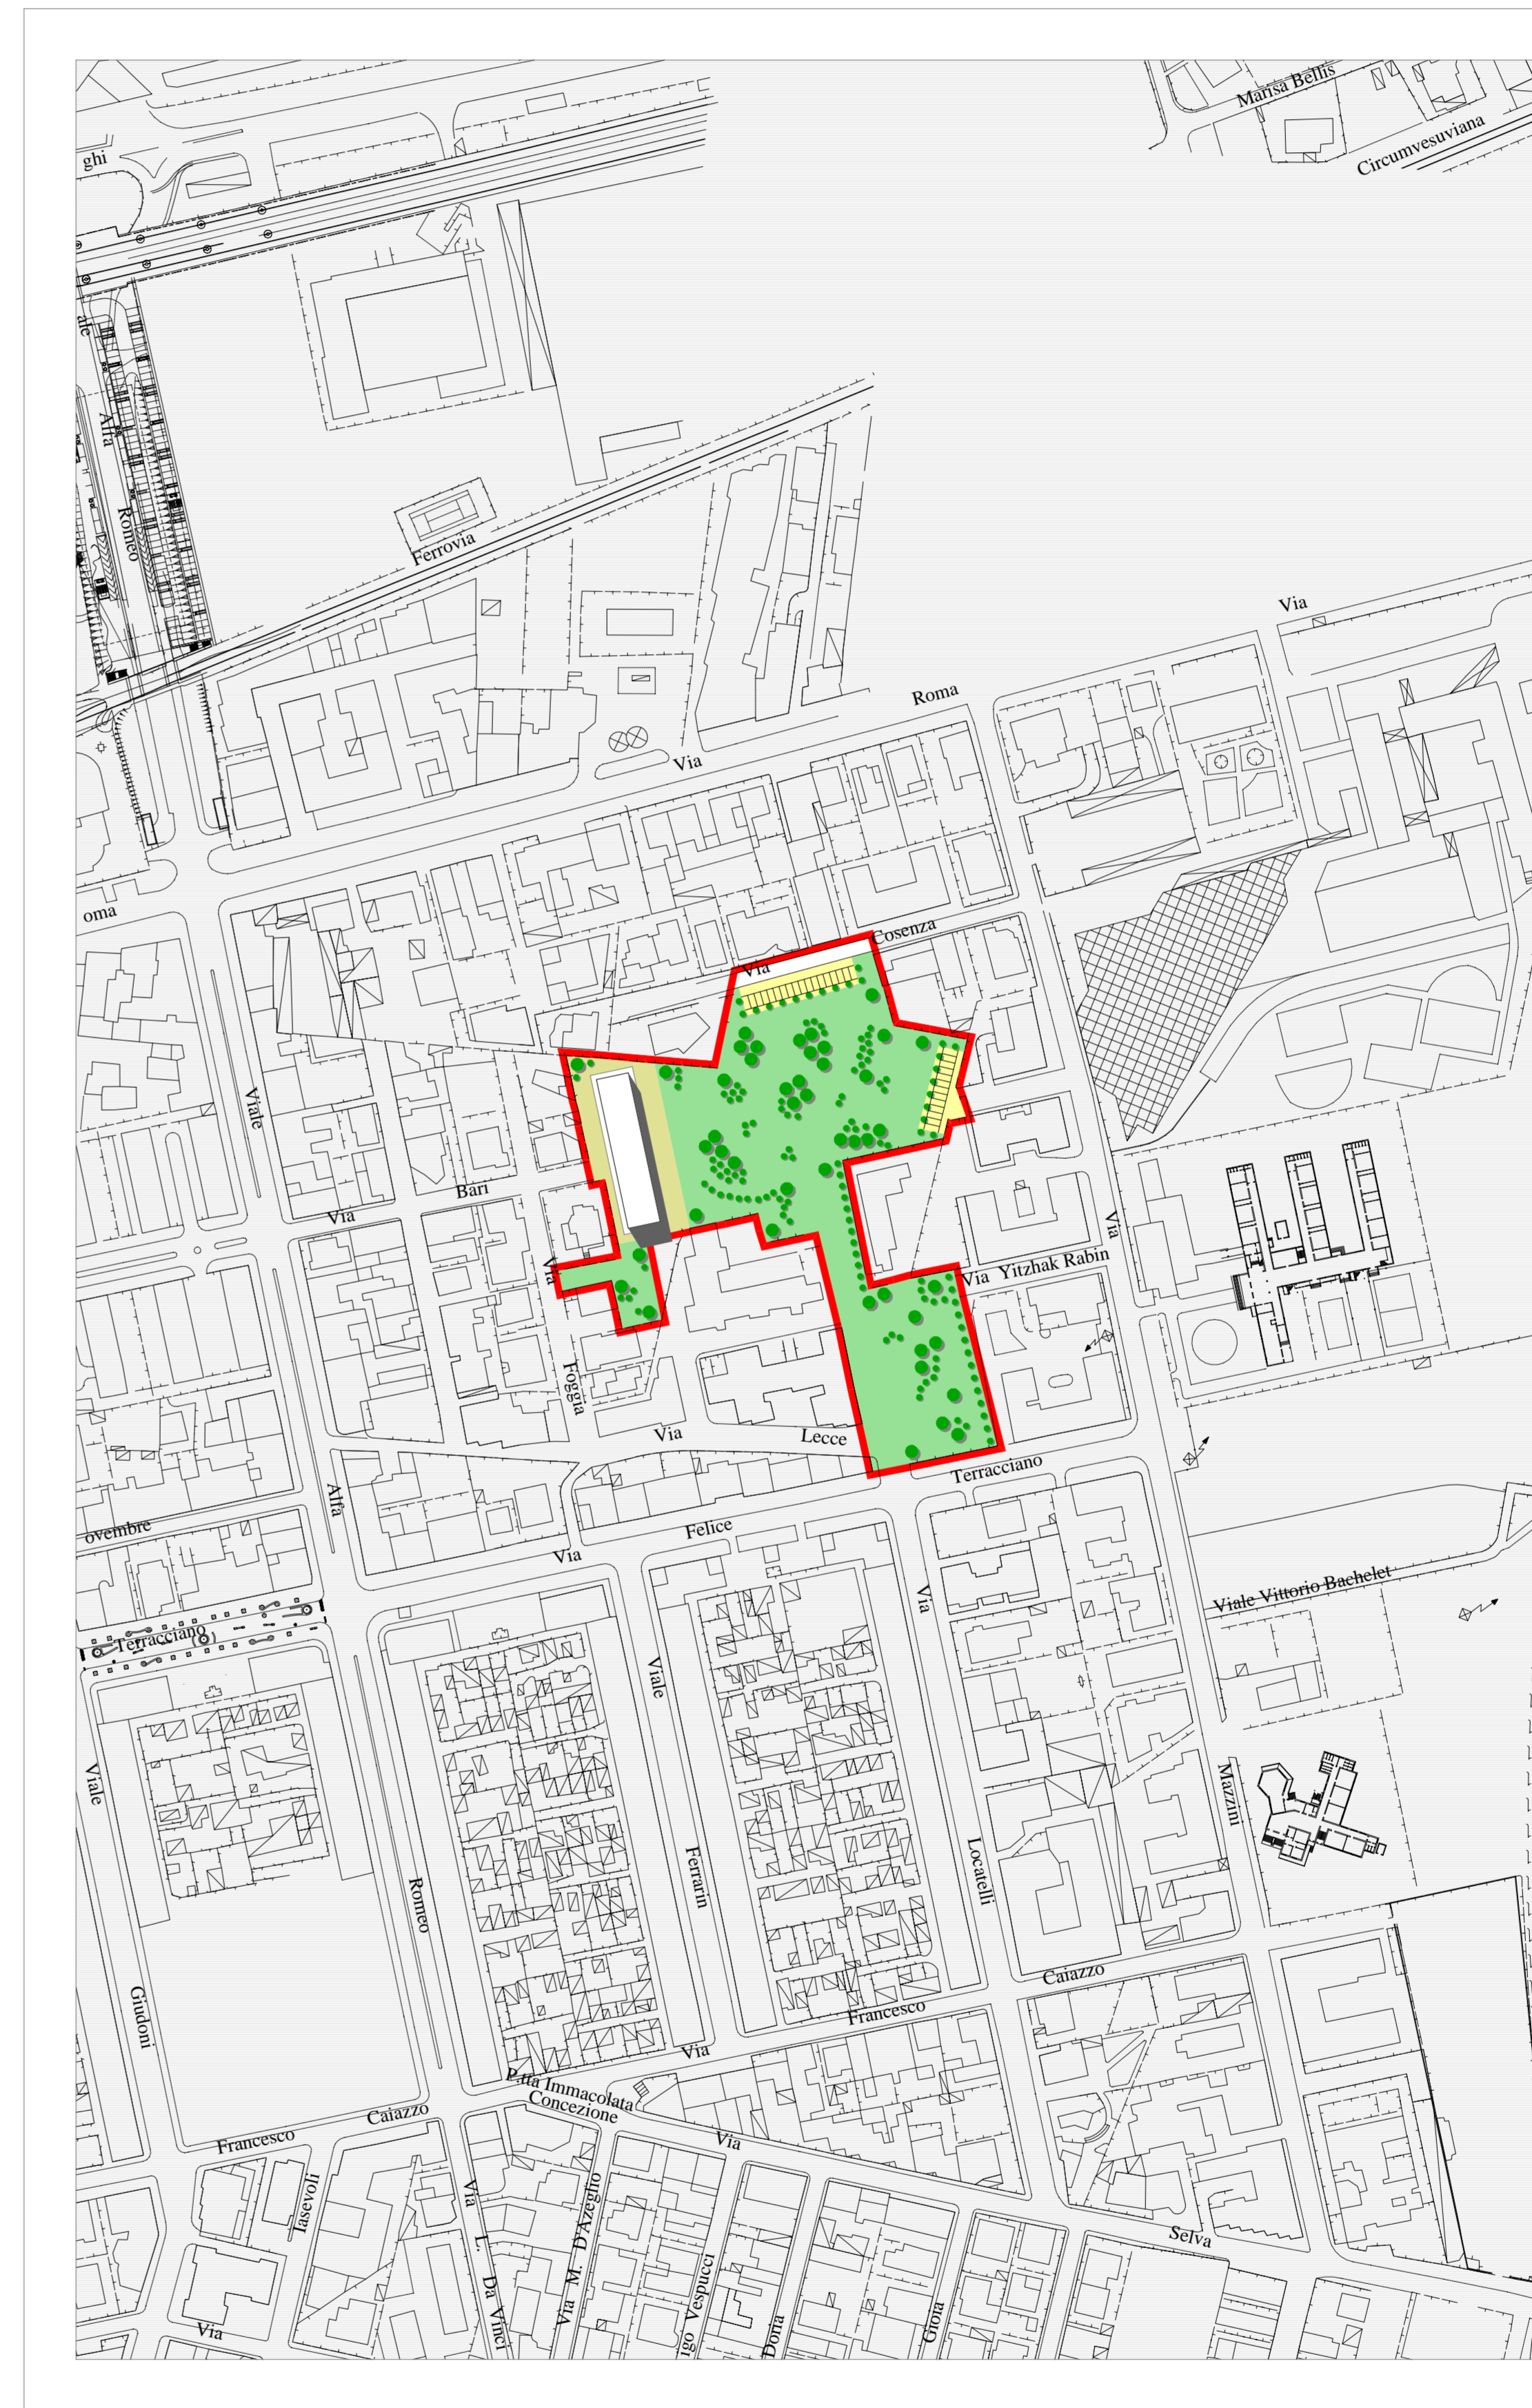 Marisa Bellis
Circumvesuviana
ghi
ale
Alfa
Romeo
Ferrovia
Via
Roma
Via
oma
Cosenza
Via
Viale
Bari
Via
Via
Via
Via Yitzhak Rabin
Foggia
Via
Lecce
Terracciano
Alfa
ovembre
Felice
Via
Via
Viale Vittorio Bachelet
Terracciano
Viale
Viale
Mazzini
Ferrarin
Locatelli
Romeo
Caiazzo
Giudoni
Francesco
Via
P.tta Immacolata
Concezione
Caiazzo
Francesco
Via
Iasevoli
Via
L.
Da Vinci
Via M. D'Azeglio
Selva
igo Vespucci
Doria
Gioia
Via